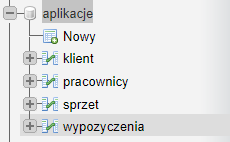 aplikacje
Nowy
klient
pracownicy
sprzet
wypozyczenia